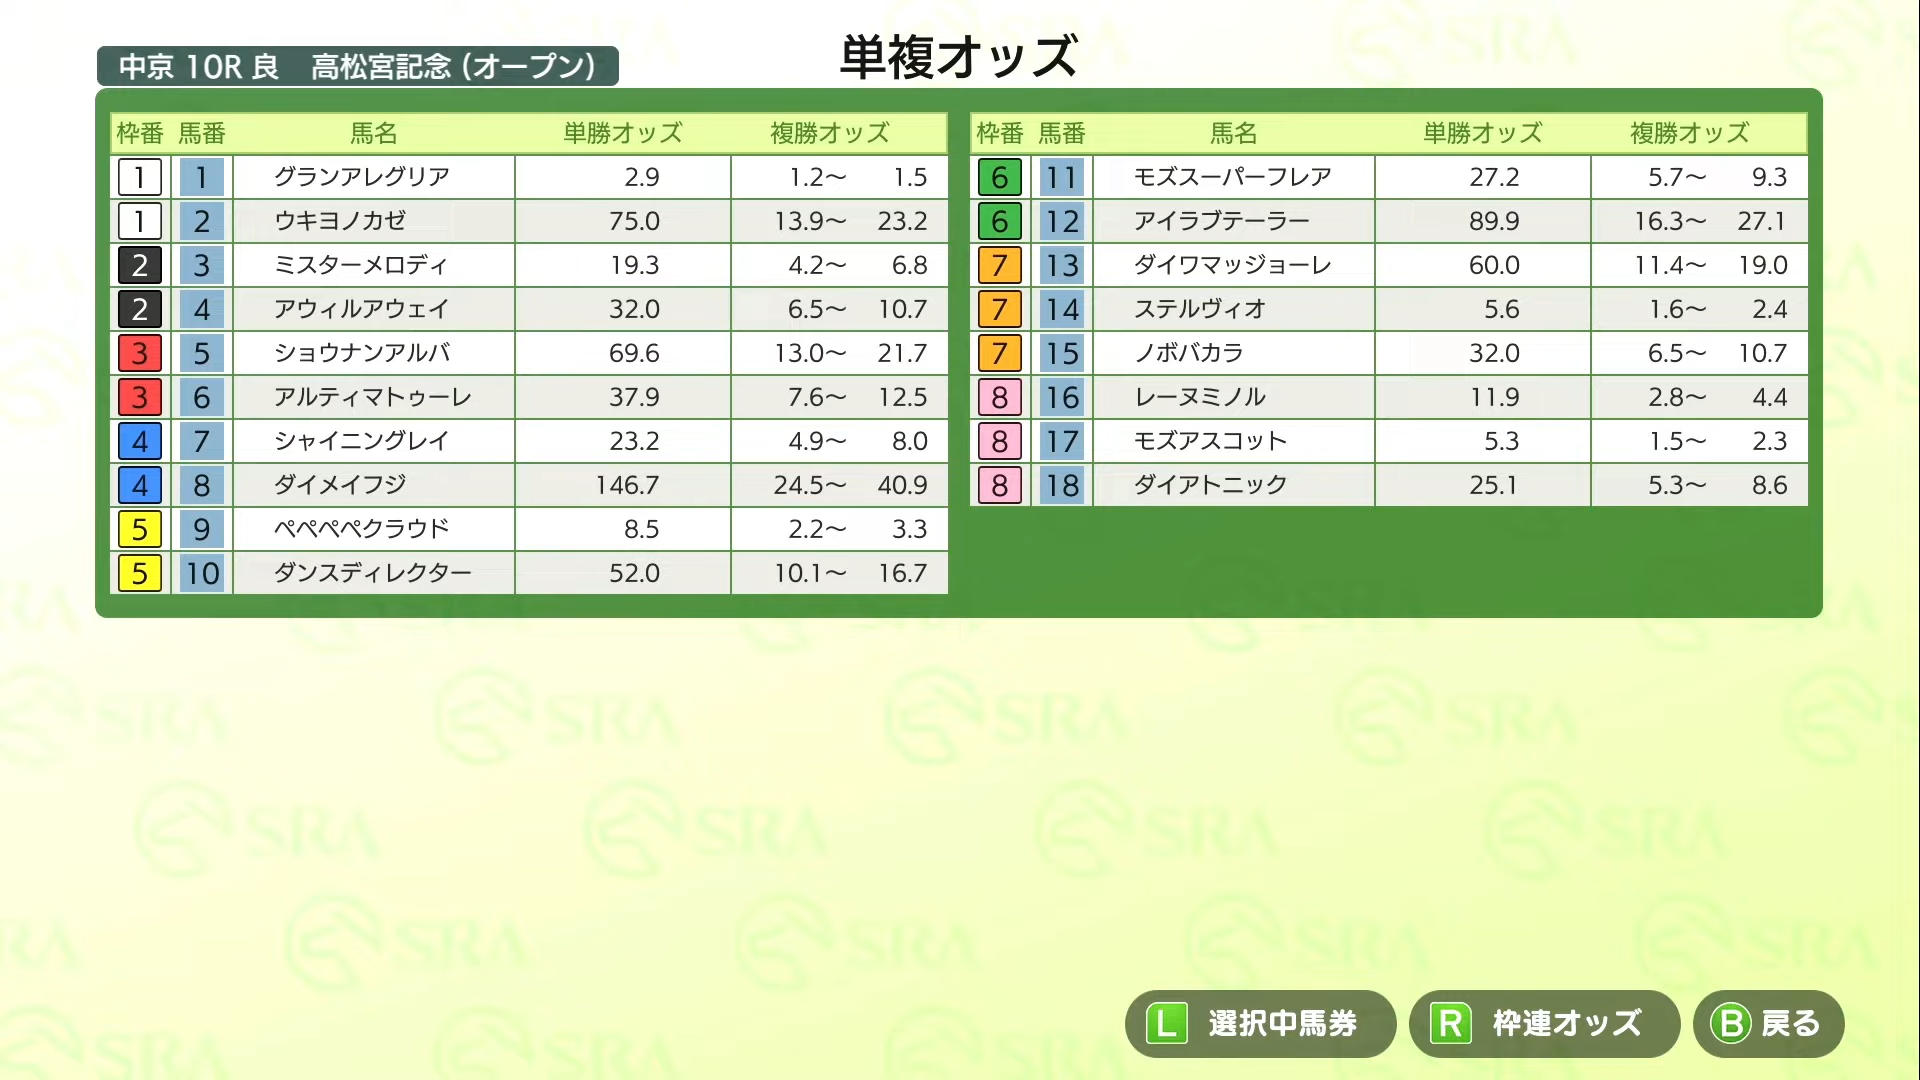 単複オッズ
中京 10R 良 高松宮記念 (オープン)
枠番 馬番 馬名 単勝オッズ 複勝オッズ
1 1 グランアレグリア 2.9 1.2～ 1.5
1 2 ウキヨノカゼ 75.0 13.9～ 23.2
2 3 ミスターメロディ 19.3 4.2～ 6.8
2 4 アウィルアウェイ 32.0 6.5～ 10.7
3 5 ショウナンアルバ 69.6 13.0～ 21.7
3 6 アルティマトゥーレ 37.9 7.6～ 12.5
4 7 シャイニングレイ 23.2 4.9～ 8.0
4 8 ダイメイフジ 146.7 24.5～ 40.9
5 9 ペペペペクラウド 8.5 2.2～ 3.3
5 10 ダンスディレクター 52.0 10.1～ 16.7
枠番 馬番 馬名 単勝オッズ 複勝オッズ
6 11 モズスーパーフレア 27.2 5.7～ 9.3
6 12 アイラブテーラー 89.9 16.3～ 27.1
7 13 ダイワマッジョーレ 60.0 11.4～ 19.0
7 14 ステルヴィオ 5.6 1.6～ 2.4
7 15 ノボバカラ 32.0 6.5～ 10.7
8 16 レーヌミノル 11.9 2.8～ 4.4
8 17 モズアスコット 5.3 1.5～ 2.3
8 18 ダイアトニック 25.1 5.3～ 8.6
SRA SRA SRA
SRA SRA SRA SRA
SRA SRA SRA
L 選択中馬券 R 枠連オッズ B 戻る